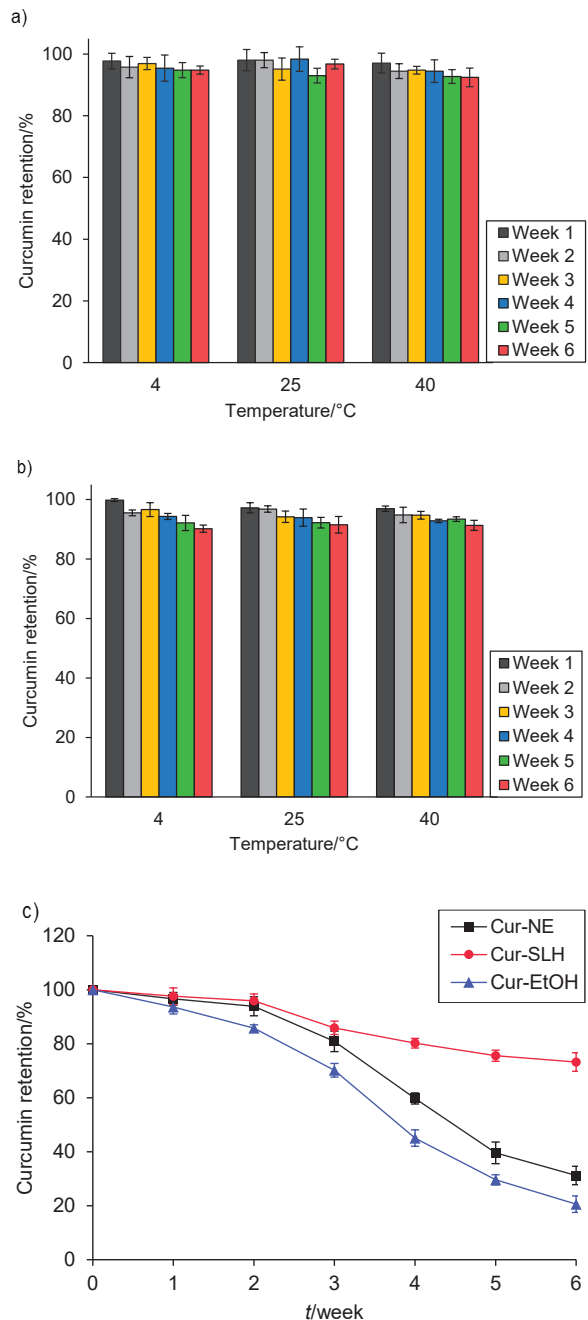 a)
120
100
80
60
40
20
0
Curcumin retention/%
4 25 40
Temperature/°C
Week 1
Week 2
Week 3
Week 4
Week 5
Week 6
b)
120
100
80
60
40
20
0
Curcumin retention/%
4 25 40
Temperature/°C
Week 1
Week 2
Week 3
Week 4
Week 5
Week 6
c)
Cur-NE
Cur-SLH
Cur-EtOH
120
100
80
60
40
20
0
Curcumin retention/%
0 1 2 3 4 5 6
t/week